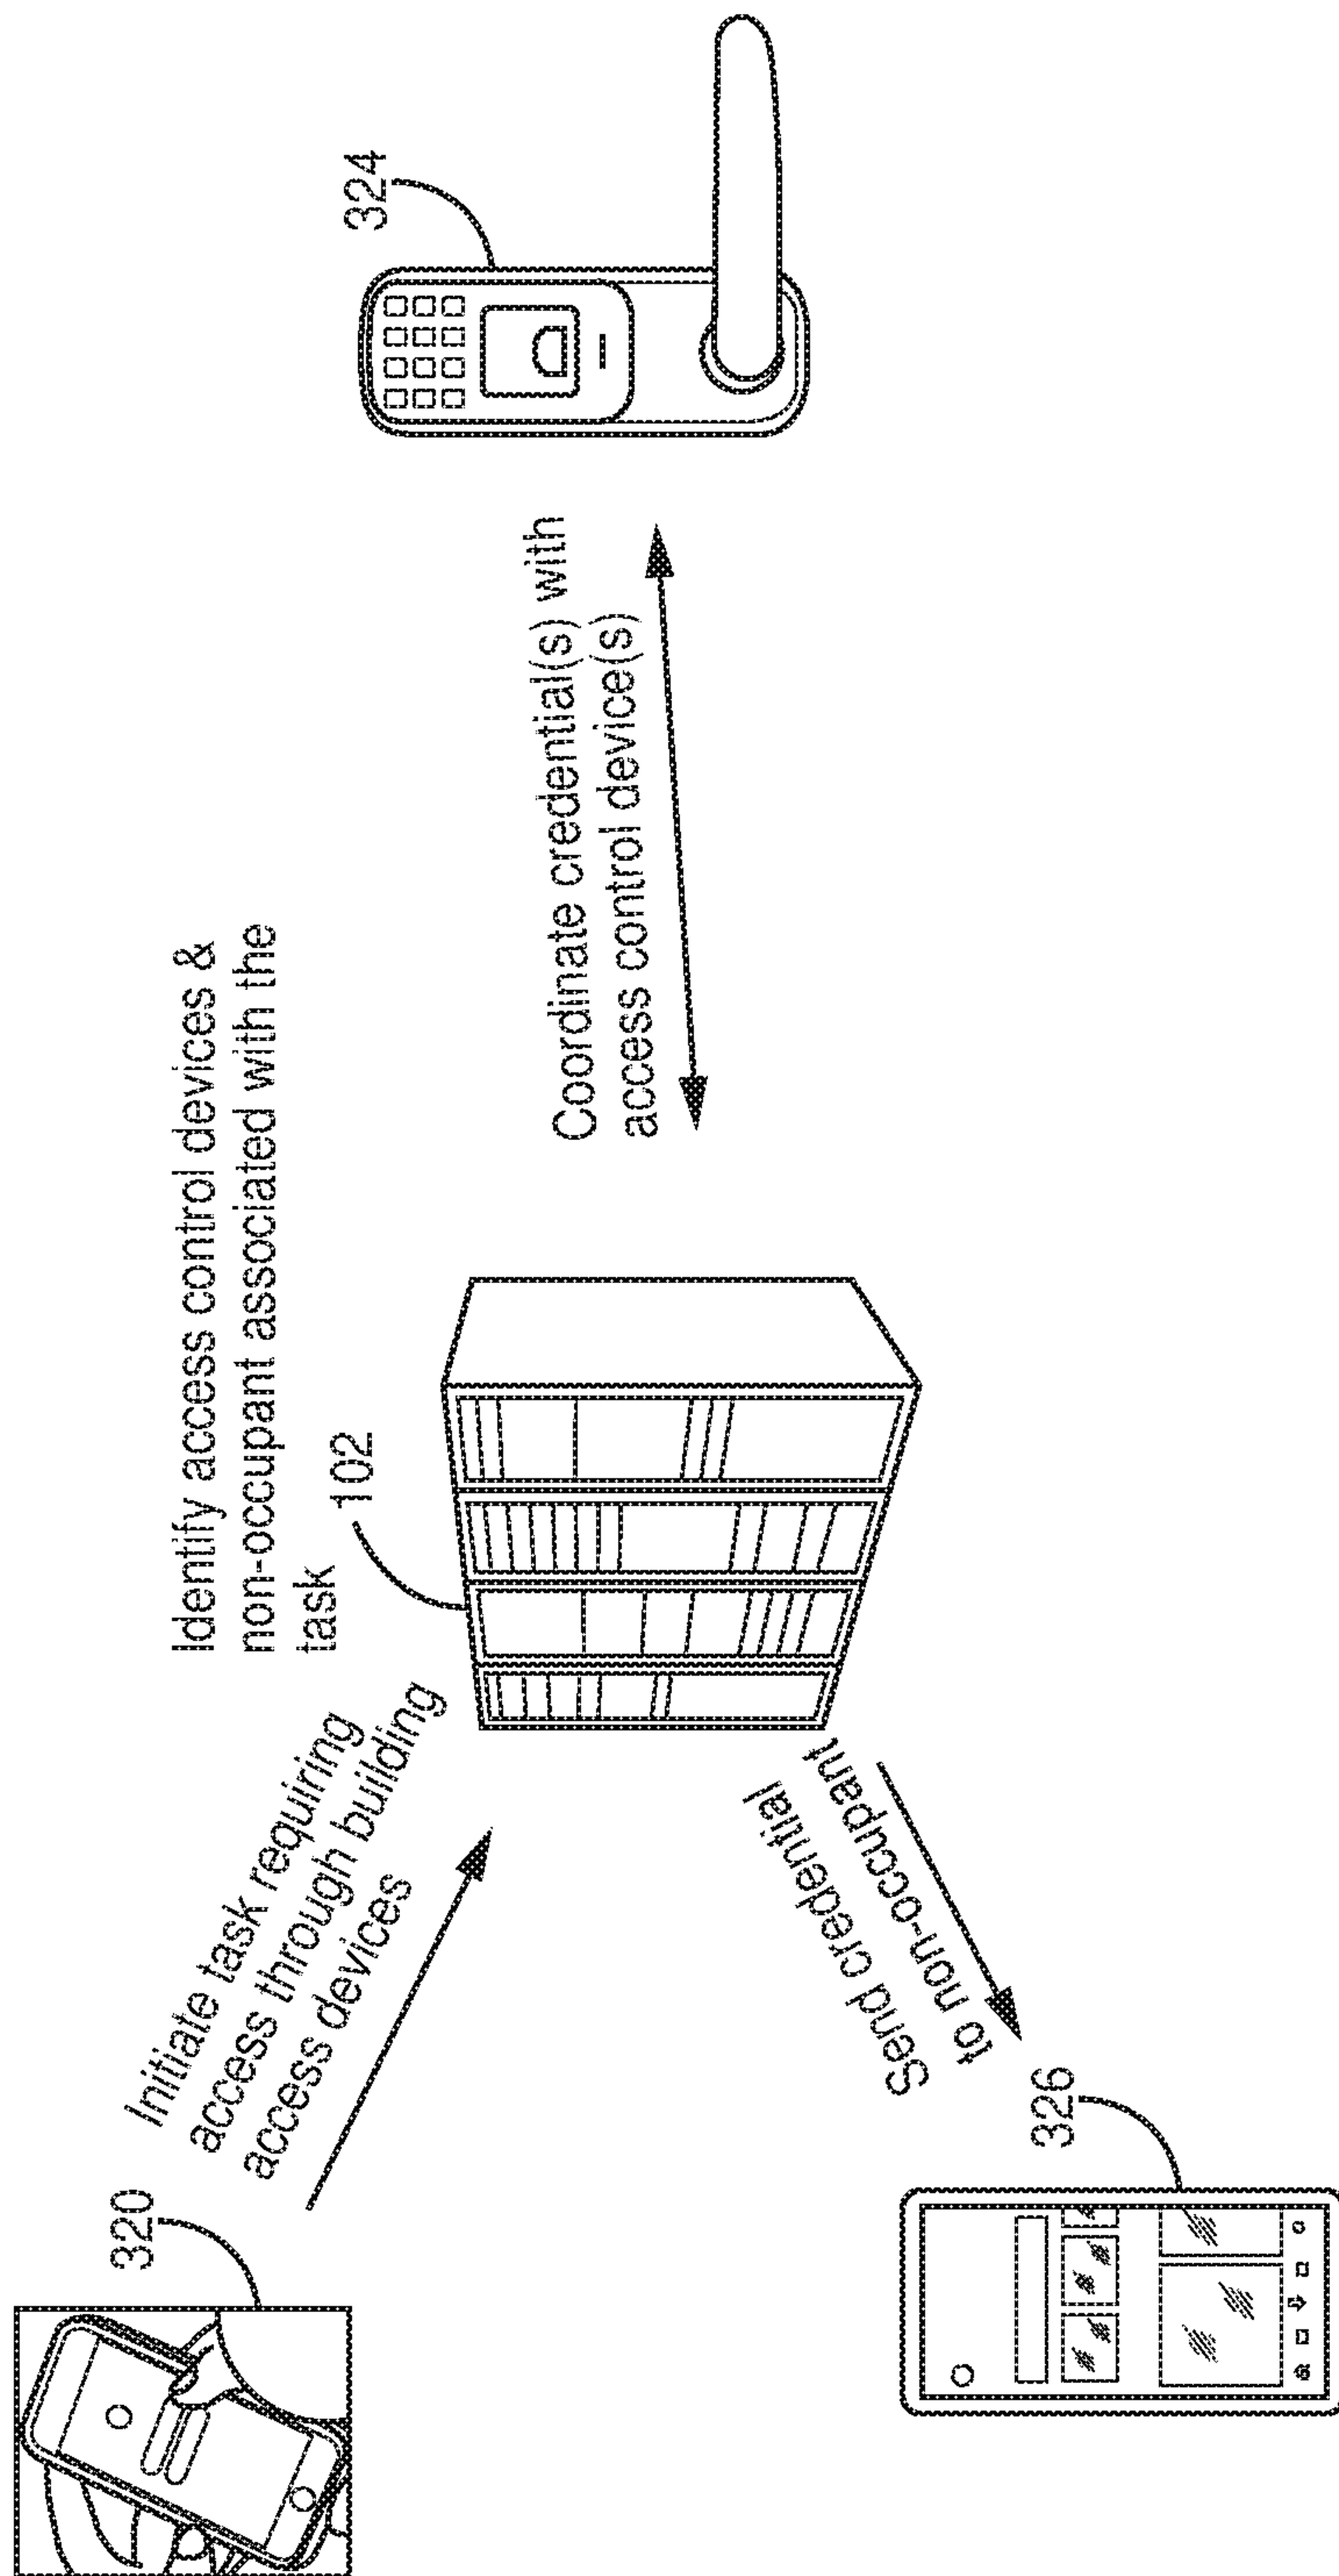 320
Initiate task requiring
access through building
access devices
Identify access control devices &
non-occupant associated with the
task
102
Coordinate credential(s) with
access control device(s)
324
Send credential
to non-occupant
326